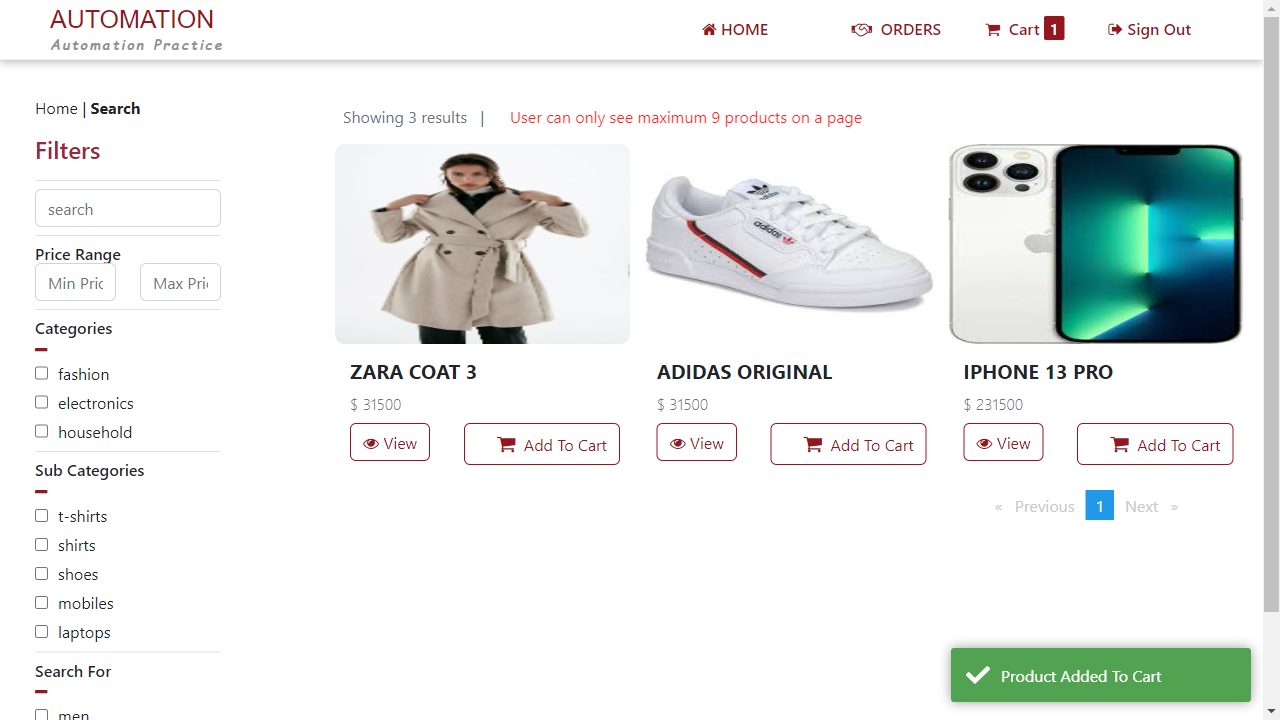 AUTOMATION
Automation Practice
HOME
ORDERS
Cart 1
Sign Out
Home | Search
Showing 3 results |
User can only see maximum 9 products on a page
Filters
search
Price Range
Min Pric
Max Pric
Categories
fashion
electronics
household
Sub Categories
t-shirts
shirts
shoes
mobiles
laptops
Search For
men
adidas
ZARA COAT 3
$ 31500
View
Add To Cart
ADIDAS ORIGINAL
$ 31500
View
Add To Cart
IPHONE 13 PRO
$ 231500
View
Add To Cart
« Previous 1 Next »
Product Added To Cart